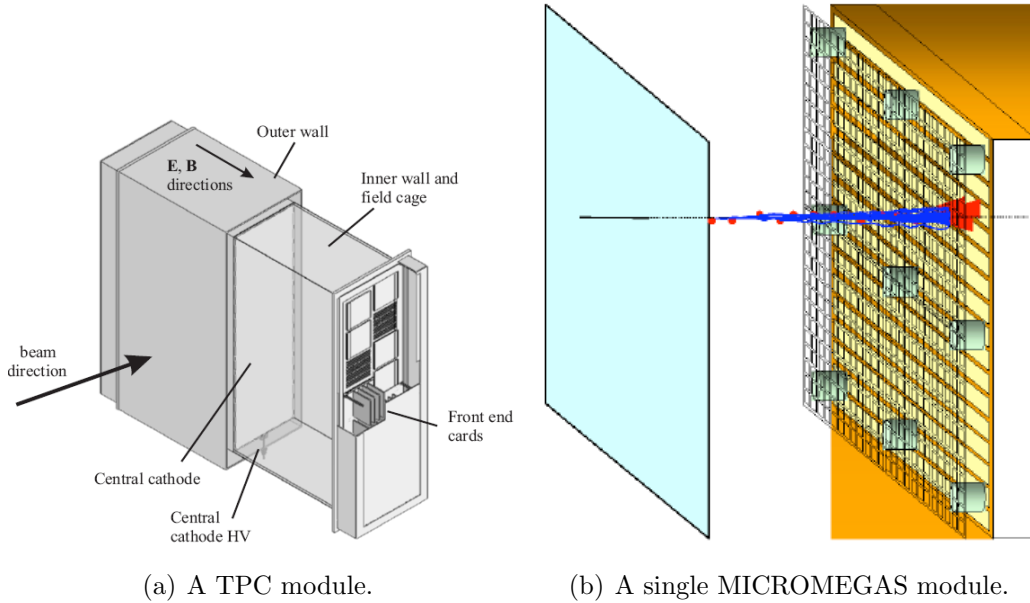 Outer wall
E, B
directions
Inner wall and
field cage
beam
direction
Front end
cards
Central cathode
Central
cathode HV
(a) A TPC module.
(b) A single MICROMEGAS module.